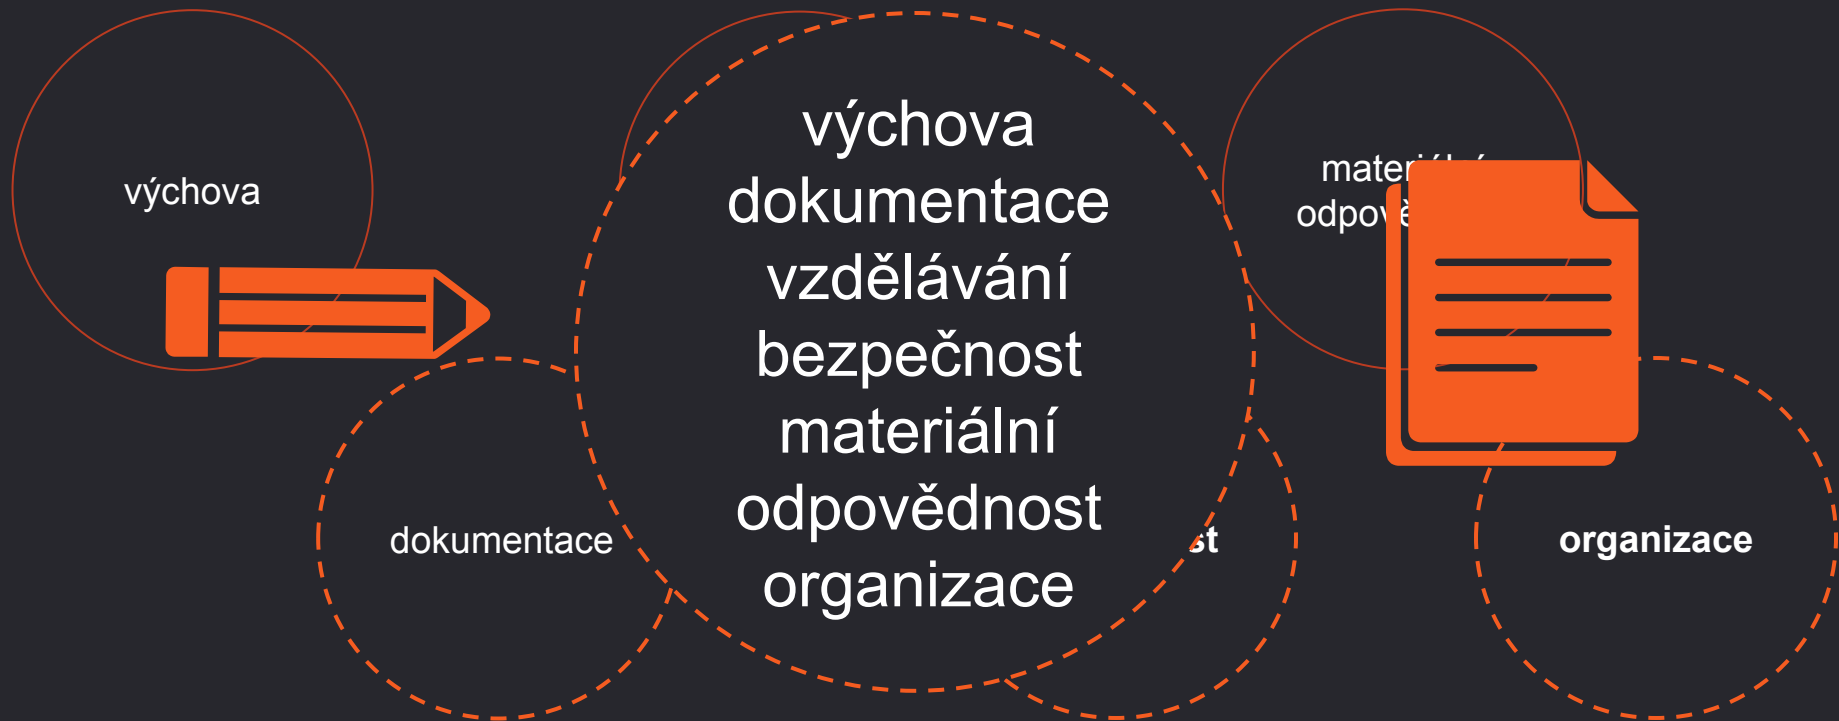 výchova
výchova
dokumentace
vzdělávání
bezpečnost
materiální
odpovědnost
organizace
dokumentace
organizace